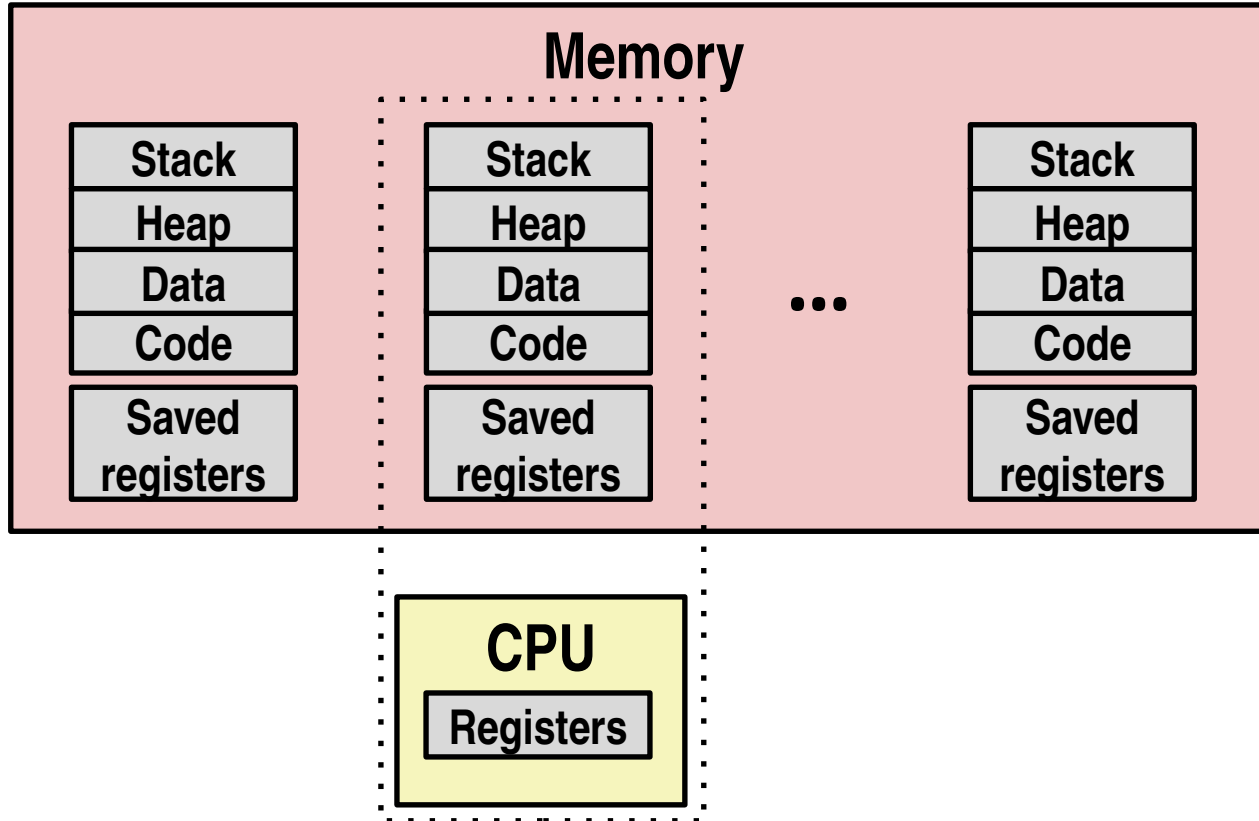 Memory
Stack
Heap
Data
Code
Saved
registers
Stack
Heap
Data
Code
Saved
registers
...
Stack
Heap
Data
Code
Saved
registers
CPU
Registers